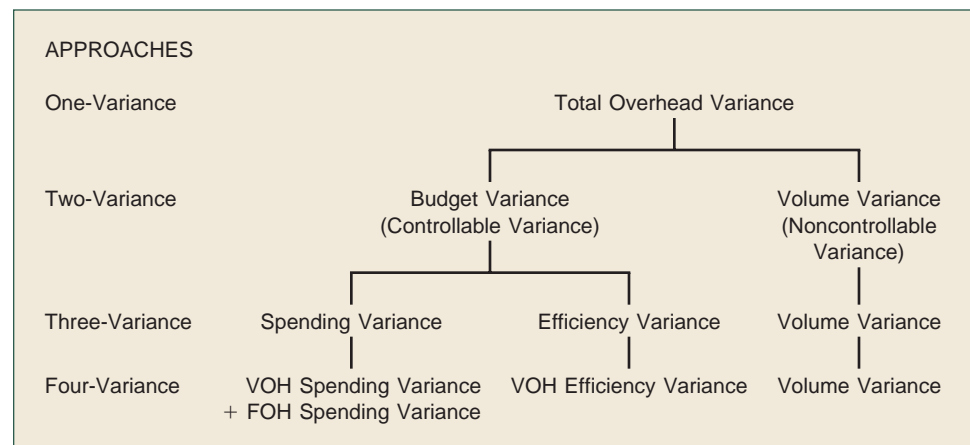 APPROACHES
One-Variance Total Overhead Variance
Two-Variance Budget Variance Volume Variance
(Controllable Variance) (Noncontrollable
Variance)
Three-Variance Spending Variance Efficiency Variance Volume Variance
Four-Variance VOH Spending Variance VOH Efficiency Variance Volume Variance
+ FOH Spending Variance